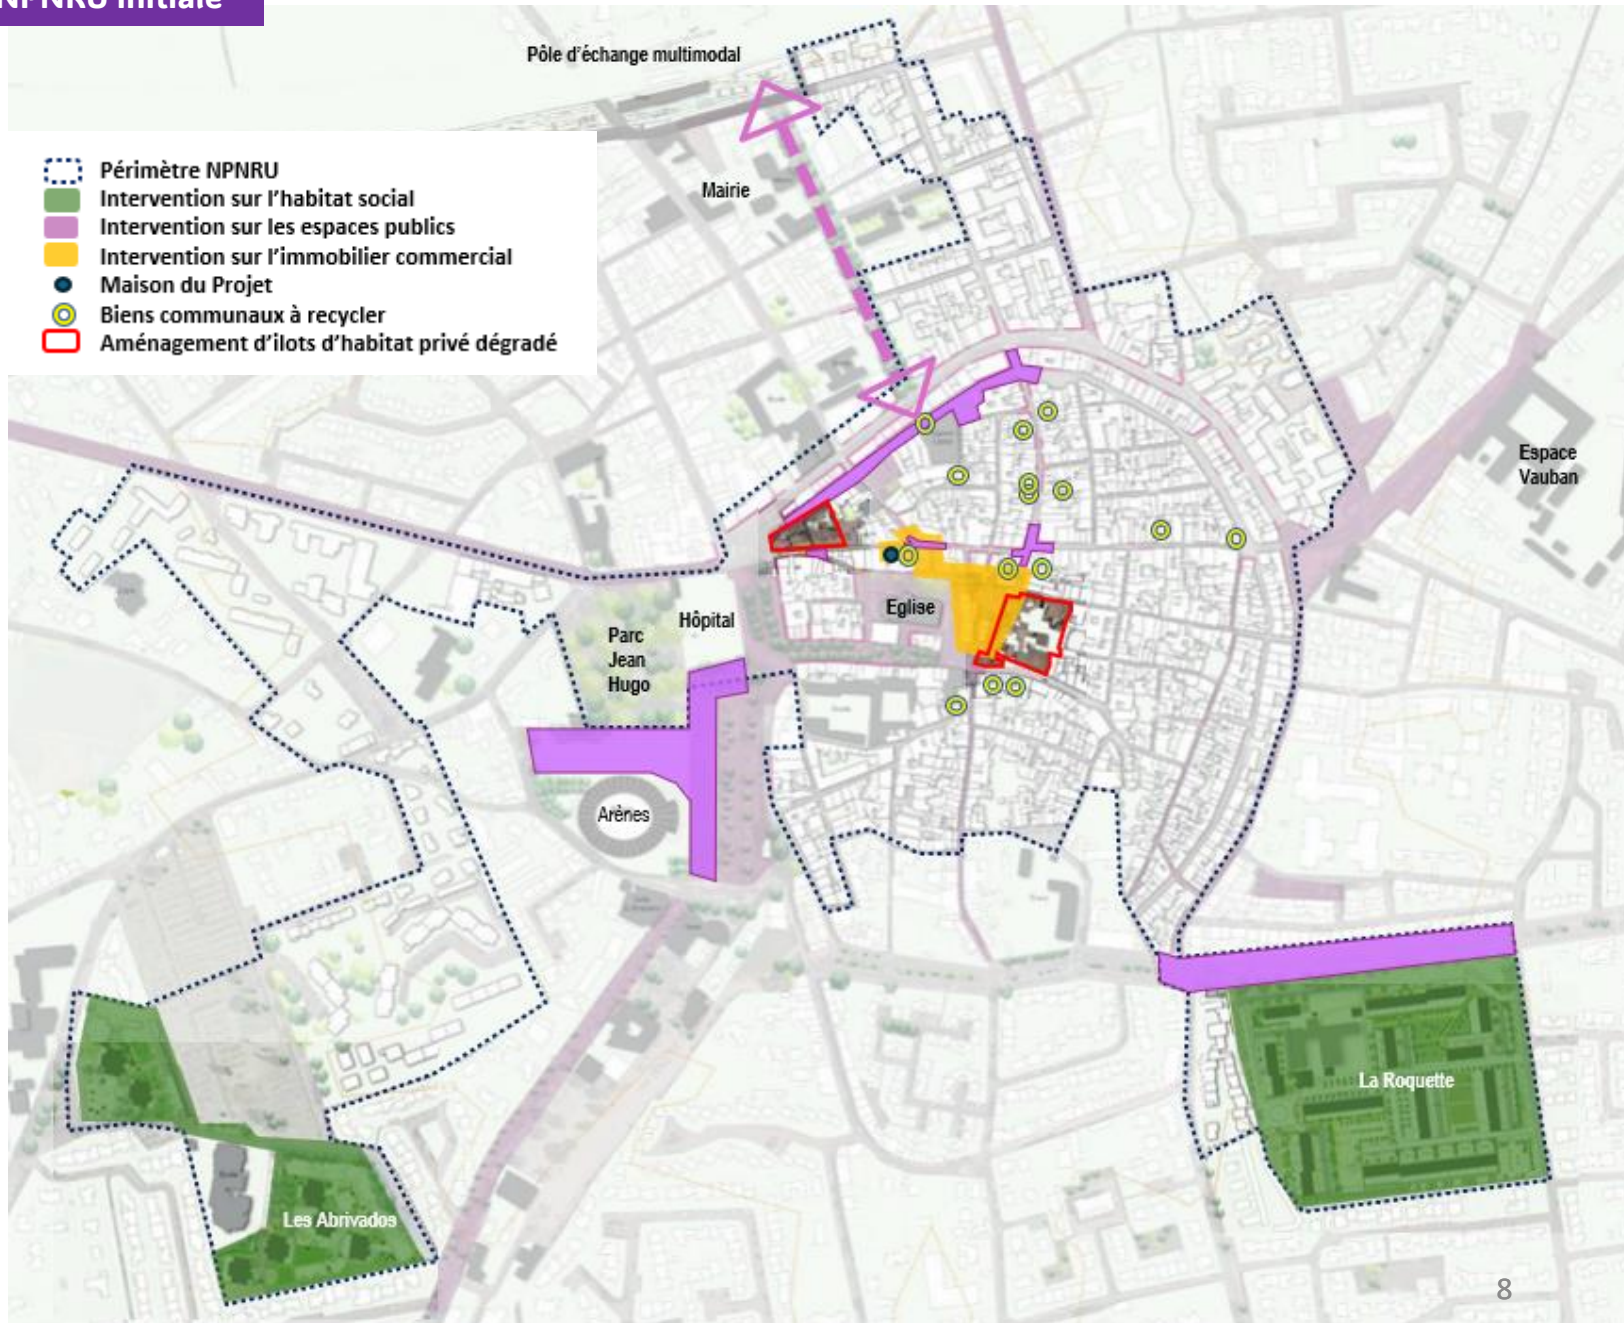 NPNRU initiale
Pôle d'échange multimodal
Périmètre NPNRU
Intervention sur l'habitat social
Intervention sur les espaces publics
Intervention sur l'immobilier commercial
Maison du Projet
Biens communaux à recycler
Aménagement d'ilots d'habitat privé dégradé
Mairie
Espace
Vauban
Eglise
Hôpital
Parc
Jean
Hugo
Arènes
La Roquette
Les Abrivados
8